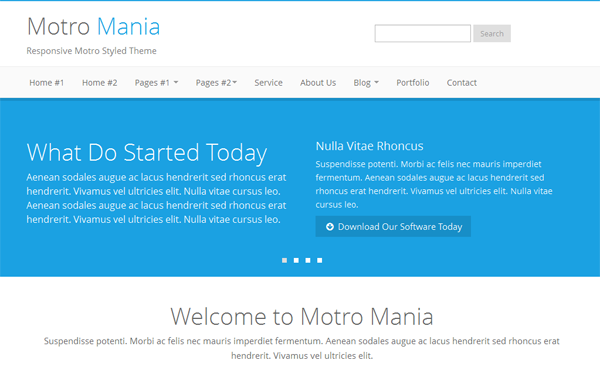 Motro Mania
Responsive Motro Styled Theme
Search
Home #1 Home #2 Pages #1 Pages #2 Service About Us Blog Portfolio Contact
What Do Started Today
Aenean sodales augue ac lacus hendrerit sed rhoncus erat
hendrerit. Vivamus vel ultricies elit. Nulla vitae cursus leo.
Aenean sodales augue ac lacus hendrerit sed rhoncus erat
hendrerit. Vivamus vel ultricies elit. Nulla vitae cursus leo.
Nulla Vitae Rhoncus
Suspendisse potenti. Morbi ac felis nec mauris imperdiet
fermentum. Aenean sodales augue ac lacus hendrerit sed
rhoncus erat hendrerit. Vivamus vel ultricies elit. Nulla vitae
cursus leo.
Download Our Software Today
Welcome to Motro Mania
Suspendisse potenti. Morbi ac felis nec mauris imperdiet fermentum. Aenean sodales augue ac lacus hendrerit sed rhoncus erat
hendrerit. Vivamus vel ultricies elit.